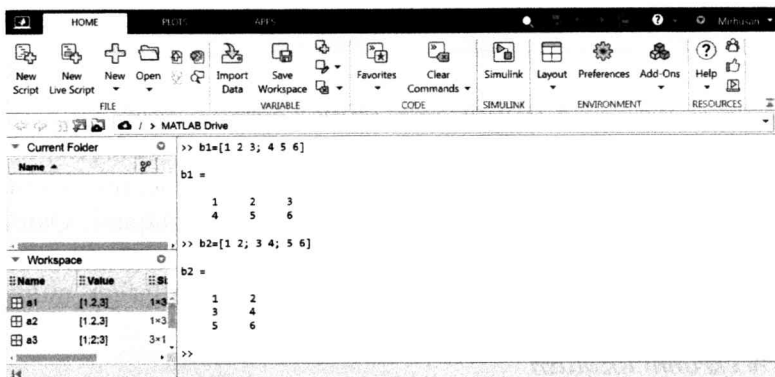 HOME PLOTS APPS
Mirhusan
New Script
New Live Script
New
Open
Import Data
Save Workspace
Favorites
Clear Commands
Simulink
Layout
Preferences
Add-Ons
Help
FILE VARIABLE CODE SIMULINK ENVIRONMENT RESOURCES
/ > MATLAB Drive
Current Folder
Name
Workspace
Name Value Si
a1 [1,2,3] 1×3
a2 [1,2,3] 1×3
a3 [1;2;3] 3×1
>> b1=[1 2 3; 4 5 6]
b1 =
1 2 3
4 5 6
>> b2=[1 2; 3 4; 5 6]
b2 =
1 2
3 4
5 6
>>